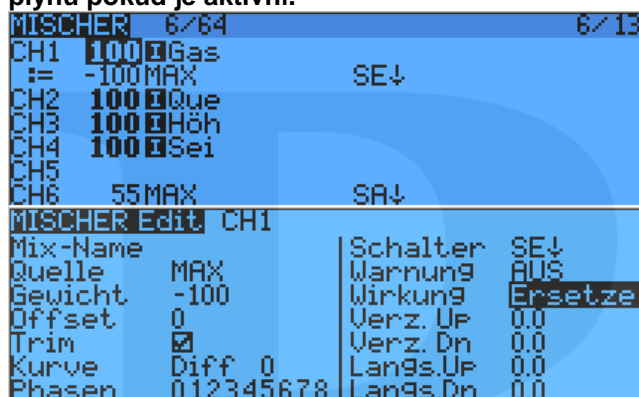 plynu pokud je aktivní.
MISCHER 6/64 6/13
CH1 100 I Gas
:= -100 MAX SE↓
CH2 100 I Que
CH3 100 I Höh
CH4 100 I Sei
CH5
CH6 55 MAX SA↓
MISCHER Edit CH1
Mix-Name Schalter SE↓
Quelle MAX Warnung AUS
Gewicht -100 Wirkung Ersetze
Offset 0 Verz. Up 0.0
Trim ☑ Verz. Dn 0.0
Kurve Diff 0 Langs.Up 0.0
Phasen 012345678 Langs.Dn 0.0